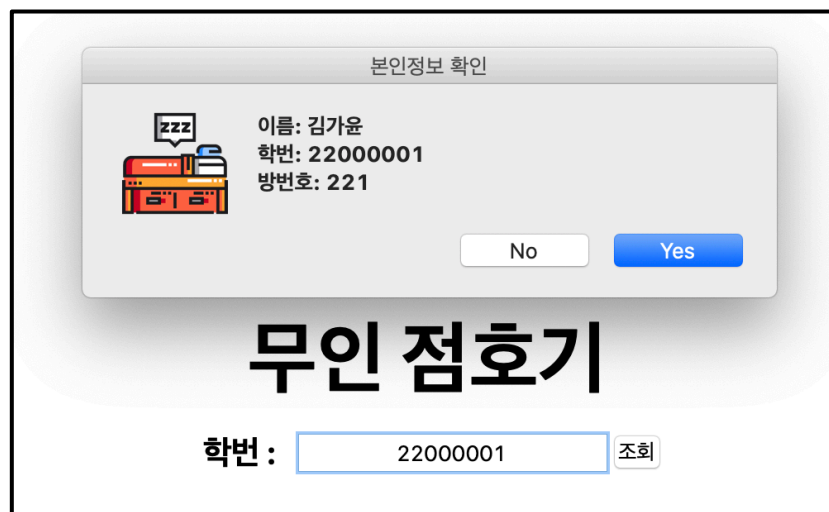 본인정보 확인
zzz
이름: 김가윤
학번: 22000001
방번호: 221
No
Yes
무인 점호기
학번 :
22000001
조회